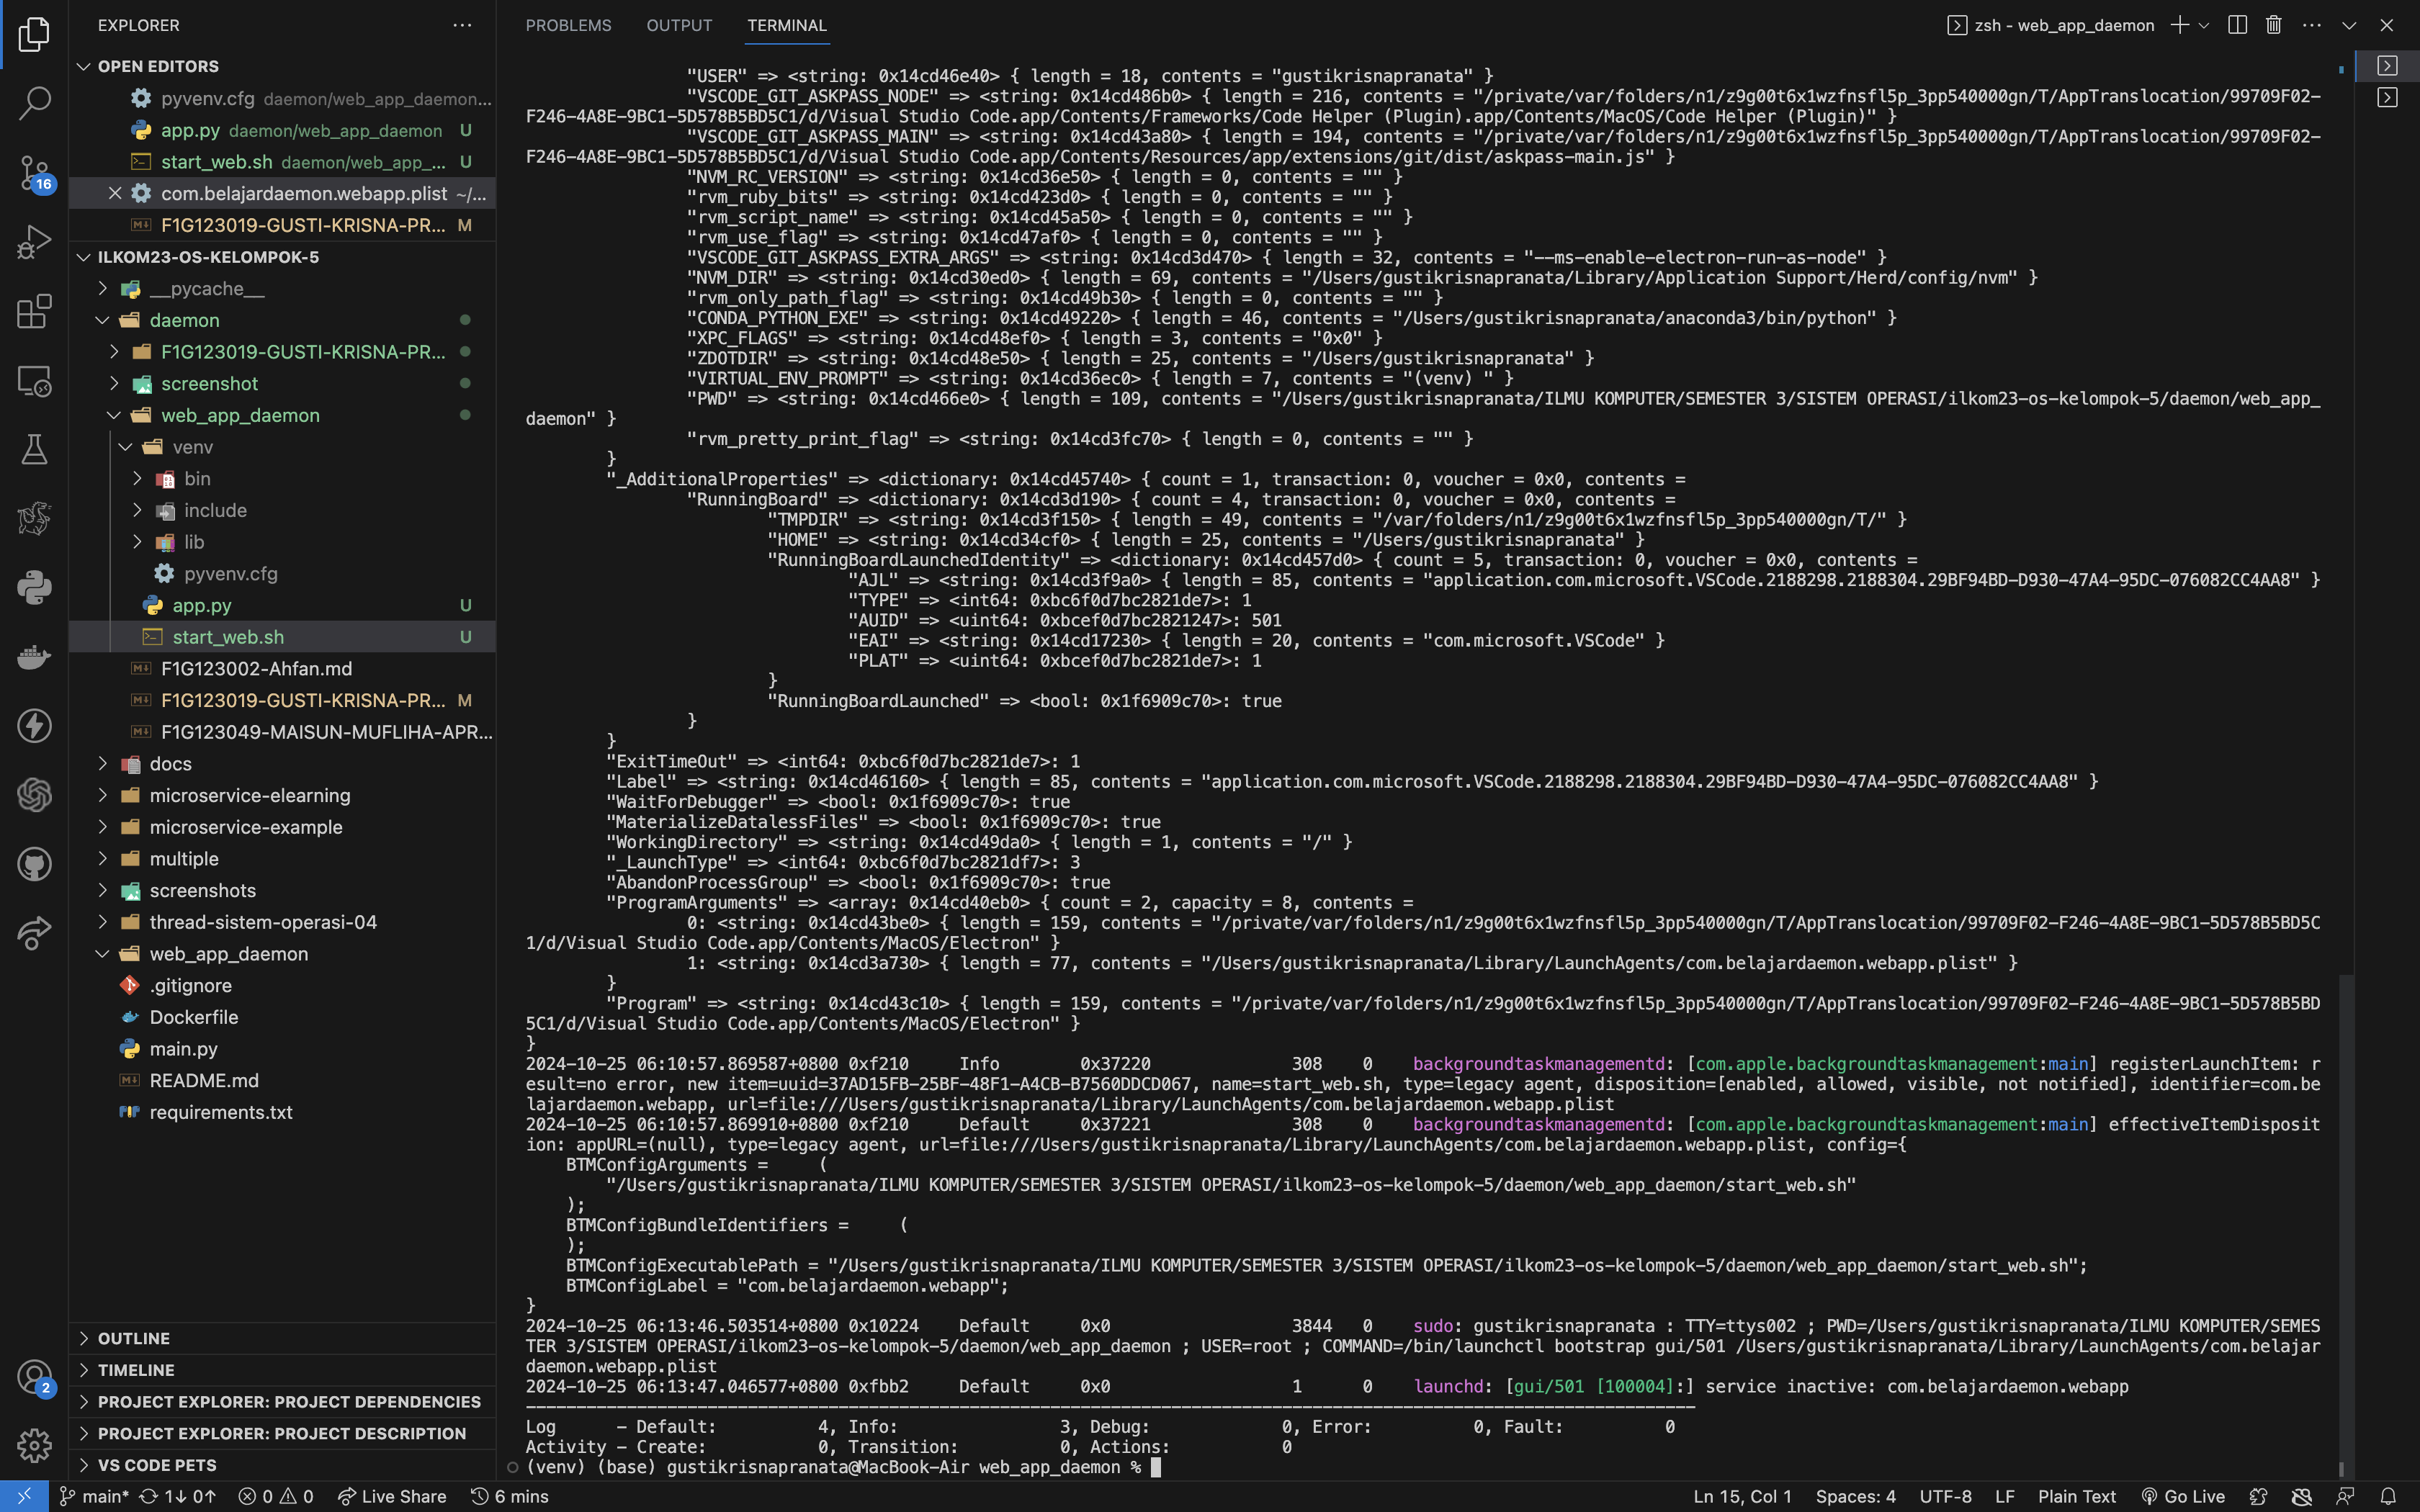 EXPLORER
OPEN EDITORS
pyvenv.cfg daemon/web_app_daemon...
app.py daemon/web_app_daemon U
start_web.sh daemon/web_app_... U
com.belajardaemon.webapp.plist ~/...
F1G123019-GUSTI-KRISNA-PR... M
ILKOM23-OS-KELOMPOK-5
__pycache__
daemon
F1G123019-GUSTI-KRISNA-PR...
screenshot
web_app_daemon
venv
bin
include
lib
pyvenv.cfg
app.py U
start_web.sh U
F1G123002-Ahfan.md
F1G123019-GUSTI-KRISNA-PR... M
F1G123049-MAISUN-MUFLIHA-APR...
docs
microservice-elearning
microservice-example
multiple
screenshots
thread-sistem-operasi-04
web_app_daemon
.gitignore
Dockerfile
main.py
README.md
requirements.txt
OUTLINE
TIMELINE
PROJECT EXPLORER: PROJECT DEPENDENCIES
PROJECT EXPLORER: PROJECT DESCRIPTION
VS CODE PETS
16
2
PROBLEMS OUTPUT TERMINAL
zsh - web_app_daemon
"USER" => <string: 0x14cd46e40> { length = 18, contents = "gustikrisnapranata" }
"VSCODE_GIT_ASKPASS_NODE" => <string: 0x14cd486b0> { length = 216, contents = "/private/var/folders/n1/z9g00t6x1wzfnsfl5p_3pp540000gn/T/AppTranslocation/99709F02-
F246-4A8E-9BC1-5D578B5BD5C1/d/Visual Studio Code.app/Contents/Frameworks/Code Helper (Plugin).app/Contents/MacOS/Code Helper (Plugin)" }
"VSCODE_GIT_ASKPASS_MAIN" => <string: 0x14cd43a80> { length = 194, contents = "/private/var/folders/n1/z9g00t6x1wzfnsfl5p_3pp540000gn/T/AppTranslocation/99709F02-
F246-4A8E-9BC1-5D578B5BD5C1/d/Visual Studio Code.app/Contents/Resources/app/extensions/git/dist/askpass-main.js" }
"NVM_RC_VERSION" => <string: 0x14cd36e50> { length = 0, contents = "" }
"rvm_ruby_bits" => <string: 0x14cd423d0> { length = 0, contents = "" }
"rvm_script_name" => <string: 0x14cd45a50> { length = 0, contents = "" }
"rvm_use_flag" => <string: 0x14cd47af0> { length = 0, contents = "" }
"VSCODE_GIT_ASKPASS_EXTRA_ARGS" => <string: 0x14cd3d470> { length = 32, contents = "--ms-enable-electron-run-as-node" }
"NVM_DIR" => <string: 0x14cd30ed0> { length = 69, contents = "/Users/gustikrisnapranata/Library/Application Support/Herd/config/nvm" }
"rvm_only_path_flag" => <string: 0x14cd49b30> { length = 0, contents = "" }
"CONDA_PYTHON_EXE" => <string: 0x14cd49220> { length = 46, contents = "/Users/gustikrisnapranata/anaconda3/bin/python" }
"XPC_FLAGS" => <string: 0x14cd48ef0> { length = 3, contents = "0x0" }
"ZDOTDIR" => <string: 0x14cd48e50> { length = 25, contents = "/Users/gustikrisnapranata" }
"VIRTUAL_ENV_PROMPT" => <string: 0x14cd36ec0> { length = 7, contents = "(venv) " }
"PWD" => <string: 0x14cd466e0> { length = 109, contents = "/Users/gustikrisnapranata/ILMU KOMPUTER/SEMESTER 3/SISTEM OPERASI/ilkom23-os-kelompok-5/daemon/web_app_
daemon" }
"rvm_pretty_print_flag" => <string: 0x14cd3fc70> { length = 0, contents = "" }
}
"_AdditionalProperties" => <dictionary: 0x14cd45740> { count = 1, transaction: 0, voucher = 0x0, contents =
"RunningBoard" => <dictionary: 0x14cd3d190> { count = 4, transaction: 0, voucher = 0x0, contents =
"TMPDIR" => <string: 0x14cd3f150> { length = 49, contents = "/var/folders/n1/z9g00t6x1wzfnsfl5p_3pp540000gn/T/" }
"HOME" => <string: 0x14cd34cf0> { length = 25, contents = "/Users/gustikrisnapranata" }
"RunningBoardLaunchedIdentity" => <dictionary: 0x14cd457d0> { count = 5, transaction: 0, voucher = 0x0, contents =
"AJL" => <string: 0x14cd3f9a0> { length = 85, contents = "application.com.microsoft.VSCode.2188298.2188304.29BF94BD-D930-47A4-95DC-076082CC4AA8" }
"TYPE" => <int64: 0xbc6f0d7bc2821de7>: 1
"AUID" => <uint64: 0xbcef0d7bc2821247>: 501
"EAI" => <string: 0x14cd17230> { length = 20, contents = "com.microsoft.VSCode" }
"PLAT" => <uint64: 0xbcef0d7bc2821de7>: 1
}
"RunningBoardLaunched" => <bool: 0x1f6909c70>: true
}
}
"ExitTimeOut" => <int64: 0xbc6f0d7bc2821de7>: 1
"Label" => <string: 0x14cd46160> { length = 85, contents = "application.com.microsoft.VSCode.2188298.2188304.29BF94BD-D930-47A4-95DC-076082CC4AA8" }
"WaitForDebugger" => <bool: 0x1f6909c70>: true
"MaterializeDatalessFiles" => <bool: 0x1f6909c70>: true
"WorkingDirectory" => <string: 0x14cd49da0> { length = 1, contents = "/" }
"_LaunchType" => <int64: 0xbc6f0d7bc2821df7>: 3
"AbandonProcessGroup" => <bool: 0x1f6909c70>: true
"ProgramArguments" => <array: 0x14cd40eb0> { count = 2, capacity = 8, contents =
0: <string: 0x14cd43be0> { length = 159, contents = "/private/var/folders/n1/z9g00t6x1wzfnsfl5p_3pp540000gn/T/AppTranslocation/99709F02-F246-4A8E-9BC1-5D578B5BD5C
1/d/Visual Studio Code.app/Contents/MacOS/Electron" }
1: <string: 0x14cd3a730> { length = 77, contents = "/Users/gustikrisnapranata/Library/LaunchAgents/com.belajardaemon.webapp.plist" }
}
"Program" => <string: 0x14cd43c10> { length = 159, contents = "/private/var/folders/n1/z9g00t6x1wzfnsfl5p_3pp540000gn/T/AppTranslocation/99709F02-F246-4A8E-9BC1-5D578B5BD
5C1/d/Visual Studio Code.app/Contents/MacOS/Electron" }
}
2024-10-25 06:10:57.869587+0800 0xf210 Info 0x37220 308 0 backgroundtaskmanagementd: [com.apple.backgroundtaskmanagement:main] registerLaunchItem: r
esult=no error, new item=uuid=37AD15FB-25BF-48F1-A4CB-B7560DDCD067, name=start_web.sh, type=legacy agent, disposition=[enabled, allowed, visible, not notified], identifier=com.be
lajardaemon.webapp, url=file:///Users/gustikrisnapranata/Library/LaunchAgents/com.belajardaemon.webapp.plist
2024-10-25 06:10:57.869910+0800 0xf210 Default 0x37221 308 0 backgroundtaskmanagementd: [com.apple.backgroundtaskmanagement:main] effectiveItemDisposit
ion: appURL=(null), type=legacy agent, url=file:///Users/gustikrisnapranata/Library/LaunchAgents/com.belajardaemon.webapp.plist, config={
BTMConfigArguments = (
"/Users/gustikrisnapranata/ILMU KOMPUTER/SEMESTER 3/SISTEM OPERASI/ilkom23-os-kelompok-5/daemon/web_app_daemon/start_web.sh"
);
BTMConfigBundleIdentifiers = (
);
BTMConfigExecutablePath = "/Users/gustikrisnapranata/ILMU KOMPUTER/SEMESTER 3/SISTEM OPERASI/ilkom23-os-kelompok-5/daemon/web_app_daemon/start_web.sh";
BTMConfigLabel = "com.belajardaemon.webapp";
}
2024-10-25 06:13:46.503514+0800 0x10224 Default 0x0 3844 0 sudo: gustikrisnapranata : TTY=ttys002 ; PWD=/Users/gustikrisnapranata/ILMU KOMPUTER/SEMES
TER 3/SISTEM OPERASI/ilkom23-os-kelompok-5/daemon/web_app_daemon ; USER=root ; COMMAND=/bin/launchctl bootstrap gui/501 /Users/gustikrisnapranata/Library/LaunchAgents/com.belajar
daemon.webapp.plist
2024-10-25 06:13:47.046577+0800 0xfbb2 Default 0x0 1 0 launchd: [gui/501 [100004]:] service inactive: com.belajardaemon.webapp
--------------------------------------------------------------------------------------------------------------------
Log - Default: 4, Info: 3, Debug: 0, Error: 0, Fault: 0
Activity - Create: 0, Transition: 0, Actions: 0
(venv) (base) gustikrisnapranata@MacBook-Air web_app_daemon %
main* 1↓ 0↑ 0 0 Live Share 6 mins Ln 15, Col 1 Spaces: 4 UTF-8 LF Plain Text Go Live